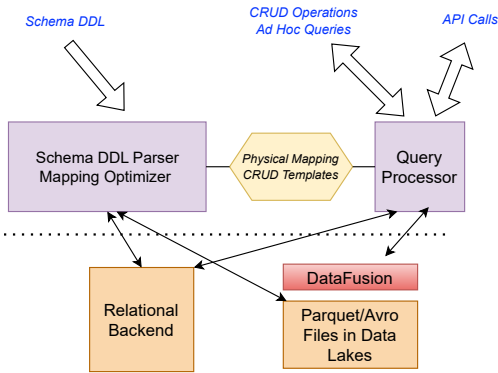 Schema DDL
CRUD Operations
Ad Hoc Queries
API Calls
Schema DDL Parser
Mapping Optimizer
Physical Mapping
CRUD Templates
Query
Processor
Relational
Backend
DataFusion
Parquet/Avro
Files in Data
Lakes